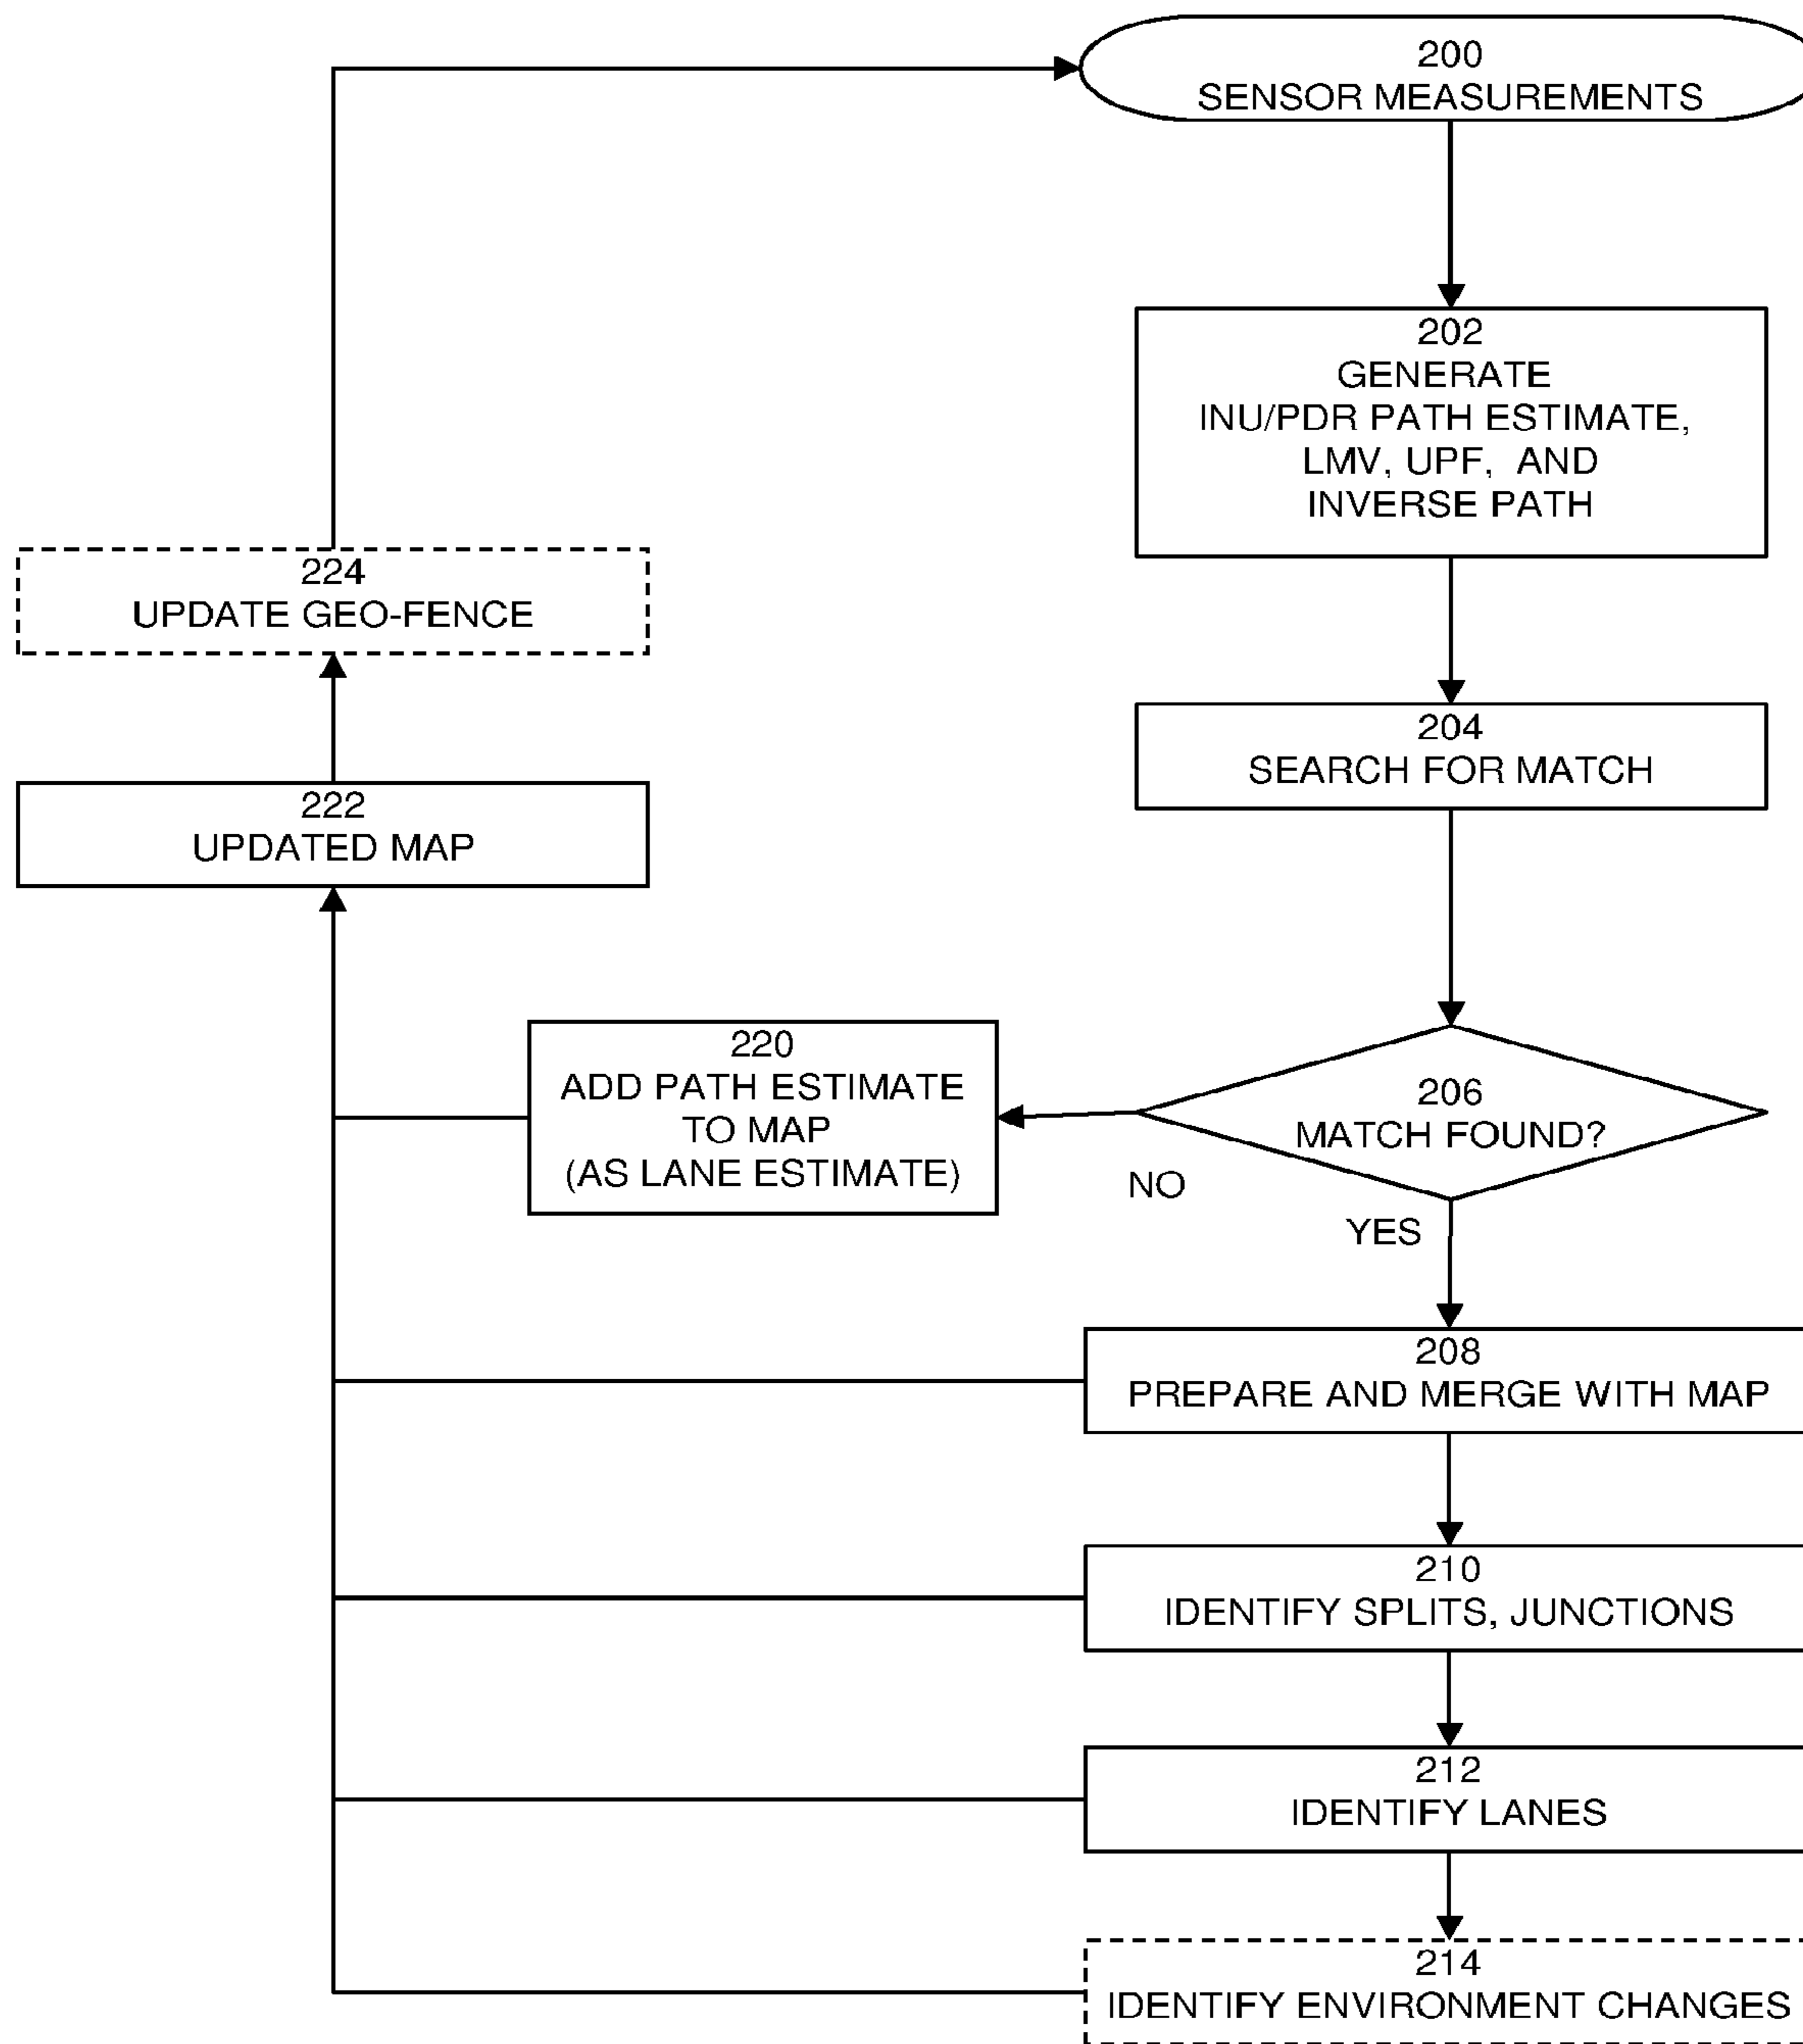 200
SENSOR MEASUREMENTS
202
GENERATE
INU/PDR PATH ESTIMATE,
LMV, UPF, AND
INVERSE PATH
224
UPDATE GEO-FENCE
204
SEARCH FOR MATCH
222
UPDATED MAP
220
ADD PATH ESTIMATE
TO MAP
(AS LANE ESTIMATE)
206
MATCH FOUND?
NO
YES
208
PREPARE AND MERGE WITH MAP
210
IDENTIFY SPLITS, JUNCTIONS
212
IDENTIFY LANES
214
IDENTIFY ENVIRONMENT CHANGES